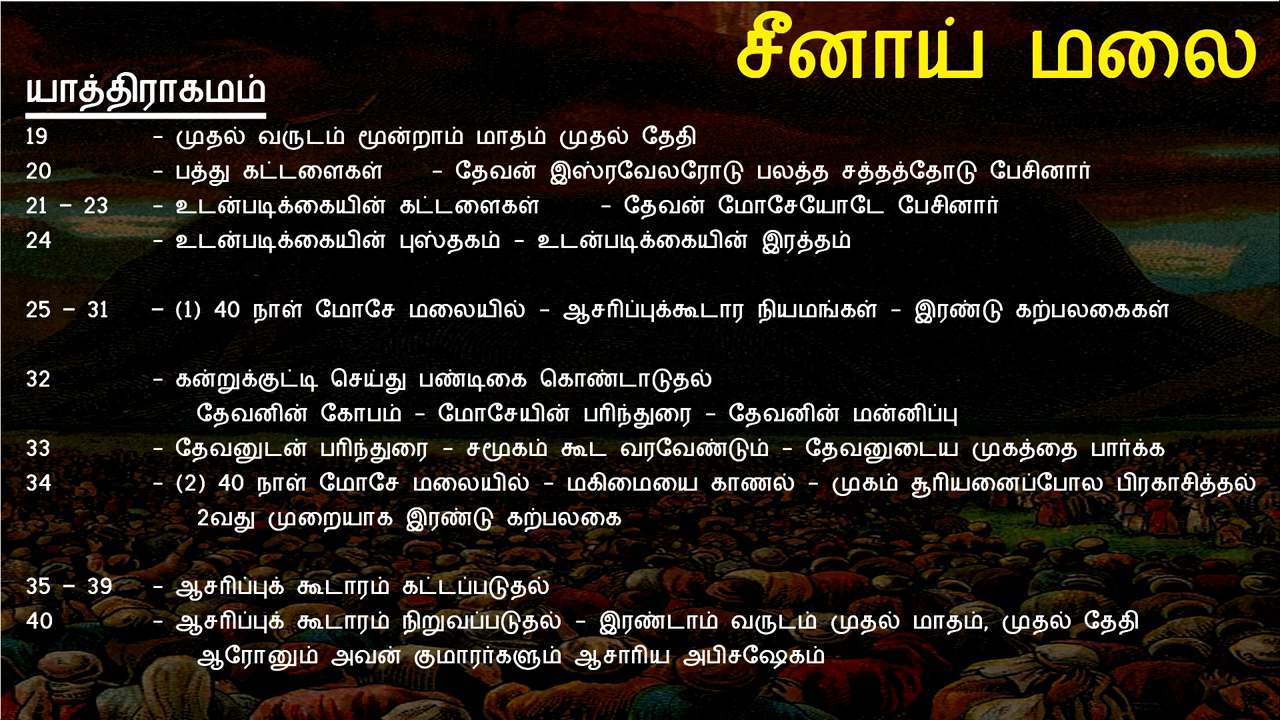 சீனாய் மலை
யாத்திராகமம்
19 - முதல் வருடம் மூன்றாம் மாதம் முதல் தேதி
20 - பத்து கட்டளைகள் - தேவன் இஸ்ரவேலரோடு பலத்த சத்தத்தோடு பேசினார்
21 – 23 - உடன்படிக்கையின் கட்டளைகள் - தேவன் மோசேயோடே பேசினார்
24 - உடன்படிக்கையின் புஸ்தகம் - உடன்படிக்கையின் இரத்தம்
25 – 31 – (1) 40 நாள் மோசே மலையில் - ஆசரிப்புக்கூடார நியமங்கள் - இரண்டு கற்பலகைகள்
32 - கன்றுக்குட்டி செய்து பண்டிகை கொண்டாடுதல்
தேவனின் கோபம் – மோசேயின் பரிந்துரை – தேவனின் மன்னிப்பு
33 - தேவனுடன் பரிந்துரை - சமூகம் கூட வரவேண்டும் - தேவனுடைய முகத்தை பார்க்க
34 - (2) 40 நாள் மோசே மலையில் - மகிமையை காணல் – முகம் சூரியனைப்போல பிரகாசித்தல்
2வது முறையாக இரண்டு கற்பலகை
35 – 39 - ஆசரிப்புக் கூடாரம் கட்டப்படுதல்
40 - ஆசரிப்புக் கூடாரம் நிறுவப்படுதல் - இரண்டாம் வருடம் முதல் மாதம், முதல் தேதி
ஆரோனும் அவன் குமாரர்களும் ஆசாரிய அபிசஷேகம்